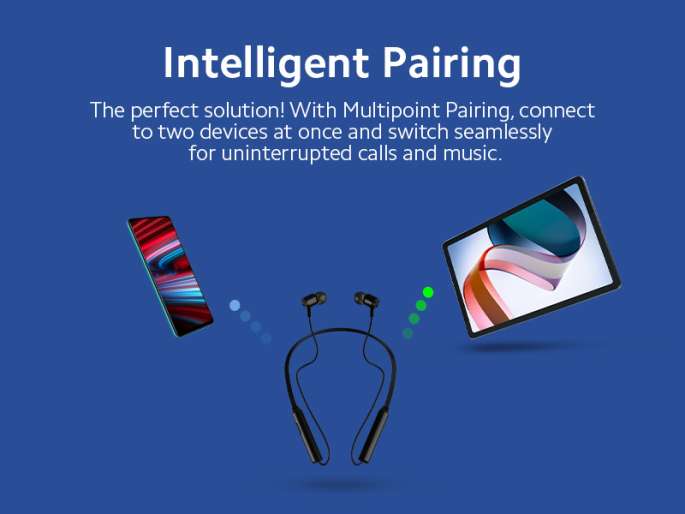 Intelligent Pairing
The perfect solution! With Multipoint Pairing, connect
to two devices at once and switch seamlessly
for uninterrupted calls and music.